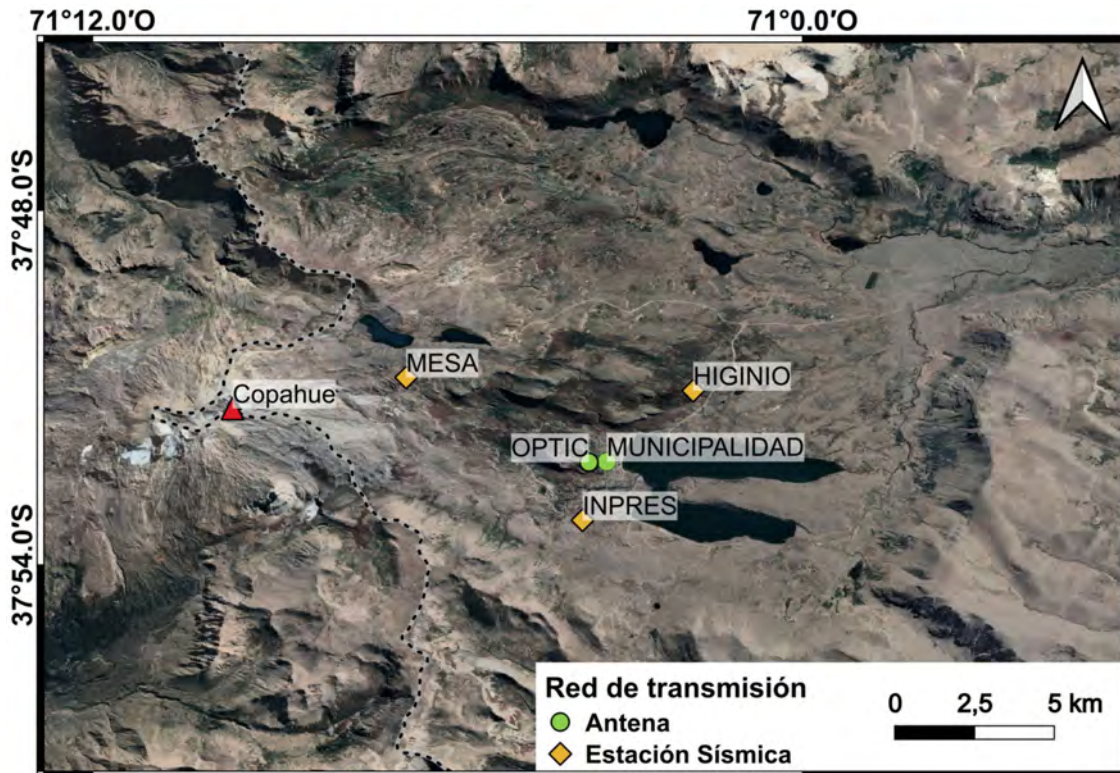 71°12.0′O
71°0.0′O
37°48.0′S
MESA
HIGINIO
Copahue
OPTIC
MUNICIPALIDAD
INPRES
37°54.0′S
Red de transmisión
0 2,5 5 km
Antena
Estación Sísmica